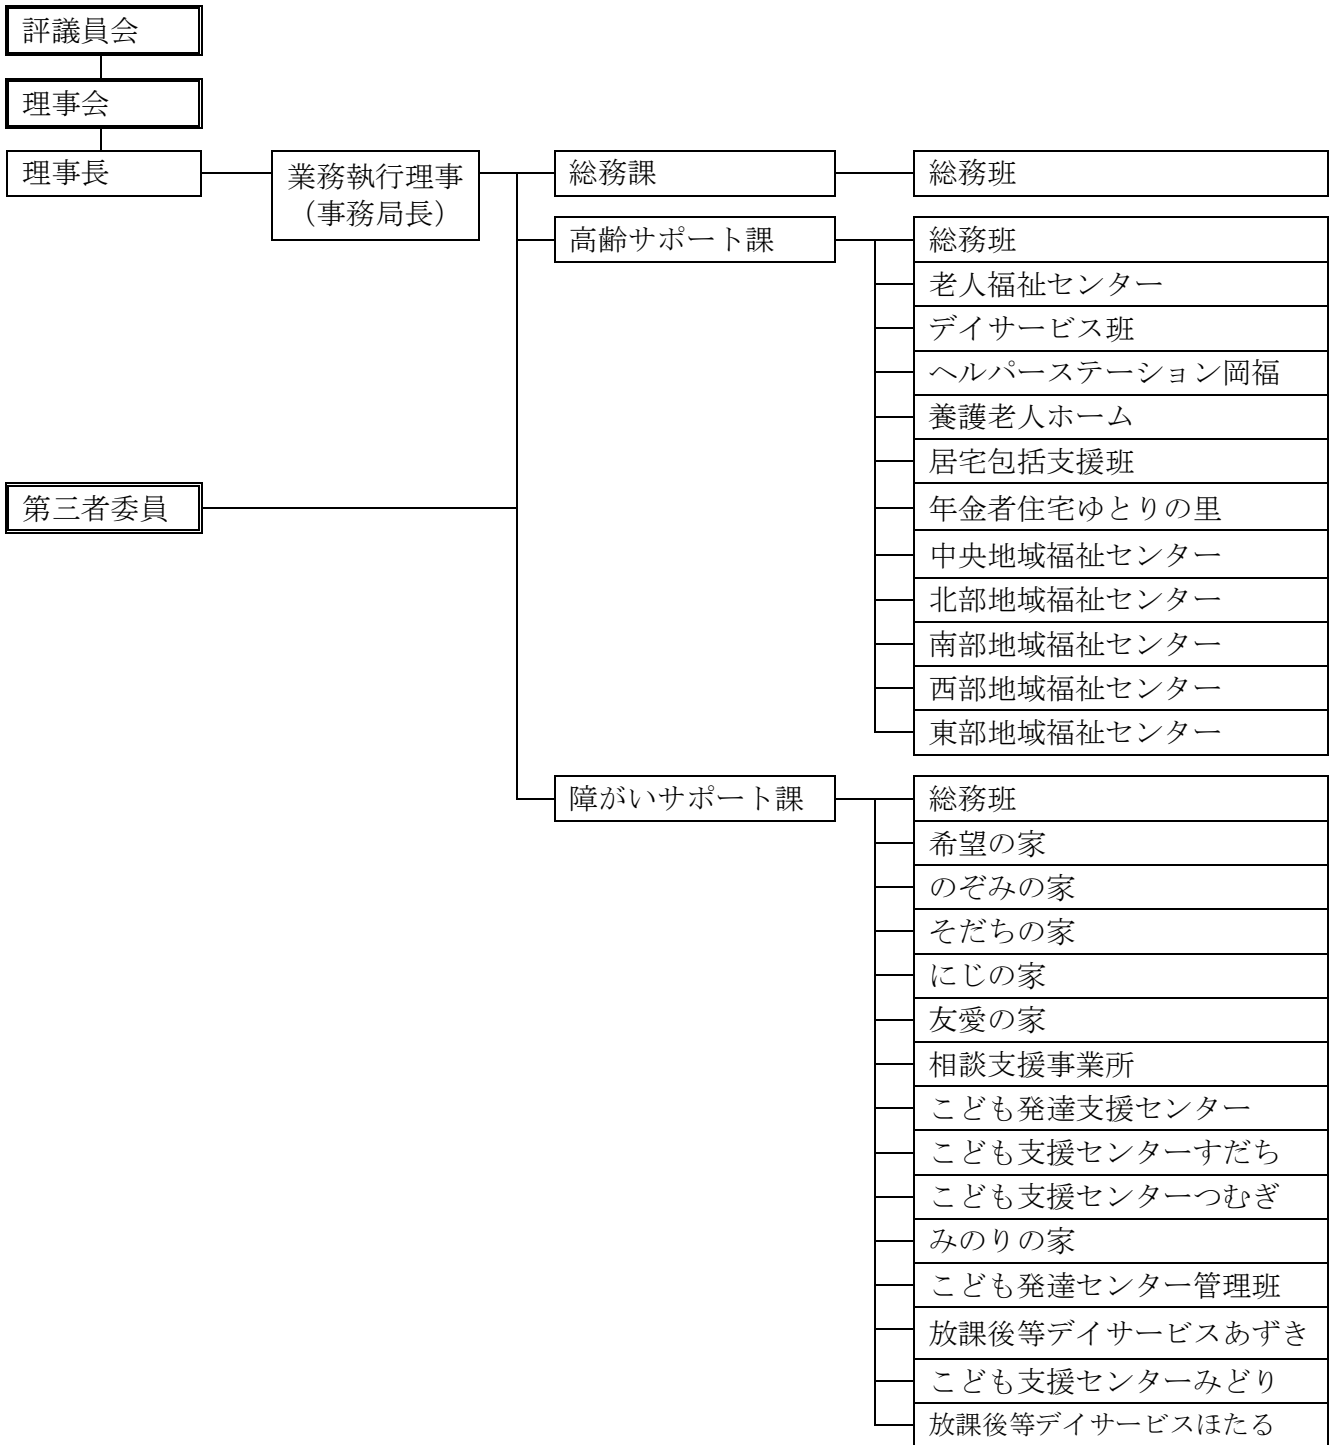 評議員会
理事会
理事長
業務執行理事
（事務局長）
総務課
総務班
高齢サポート課
総務班
老人福祉センター
デイサービス班
ヘルパーステーション岡福
養護老人ホーム
居宅包括支援班
第三者委員
年金者住宅ゆとりの里
中央地域福祉センター
北部地域福祉センター
南部地域福祉センター
西部地域福祉センター
東部地域福祉センター
障がいサポート課
総務班
希望の家
のぞみの家
そだちの家
にじの家
友愛の家
相談支援事業所
こども発達支援センター
こども支援センターすだち
こども支援センターつむぎ
みのりの家
こども発達センター管理班
放課後等デイサービスあずき
こども支援センターみどり
放課後等デイサービスほたる